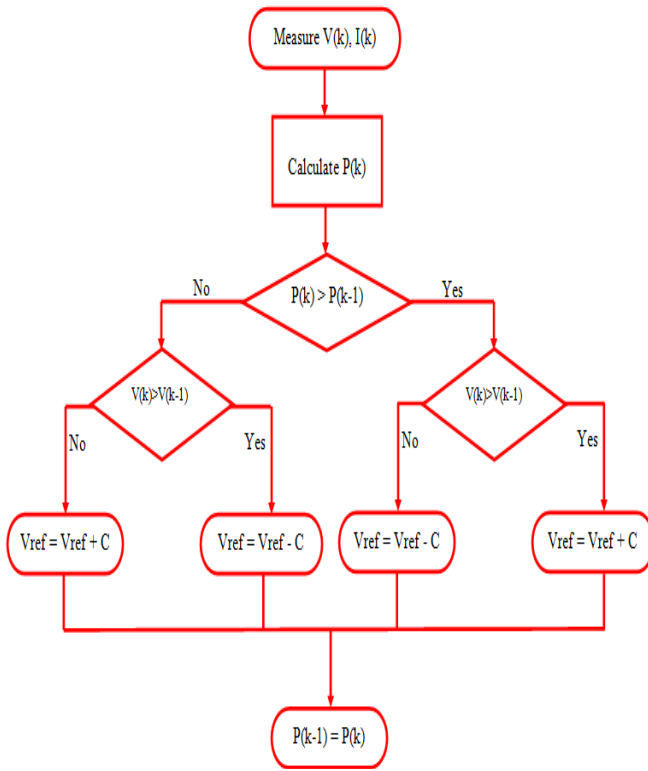 Measure V(k), I(k)
Calculate P(k)
P(k) > P(k-1)
No
Yes
V(k)>V(k-1)
V(k)>V(k-1)
No
Yes
No
Yes
Vref = Vref + C
Vref = Vref - C
Vref = Vref - C
Vref = Vref + C
P(k-1) = P(k)